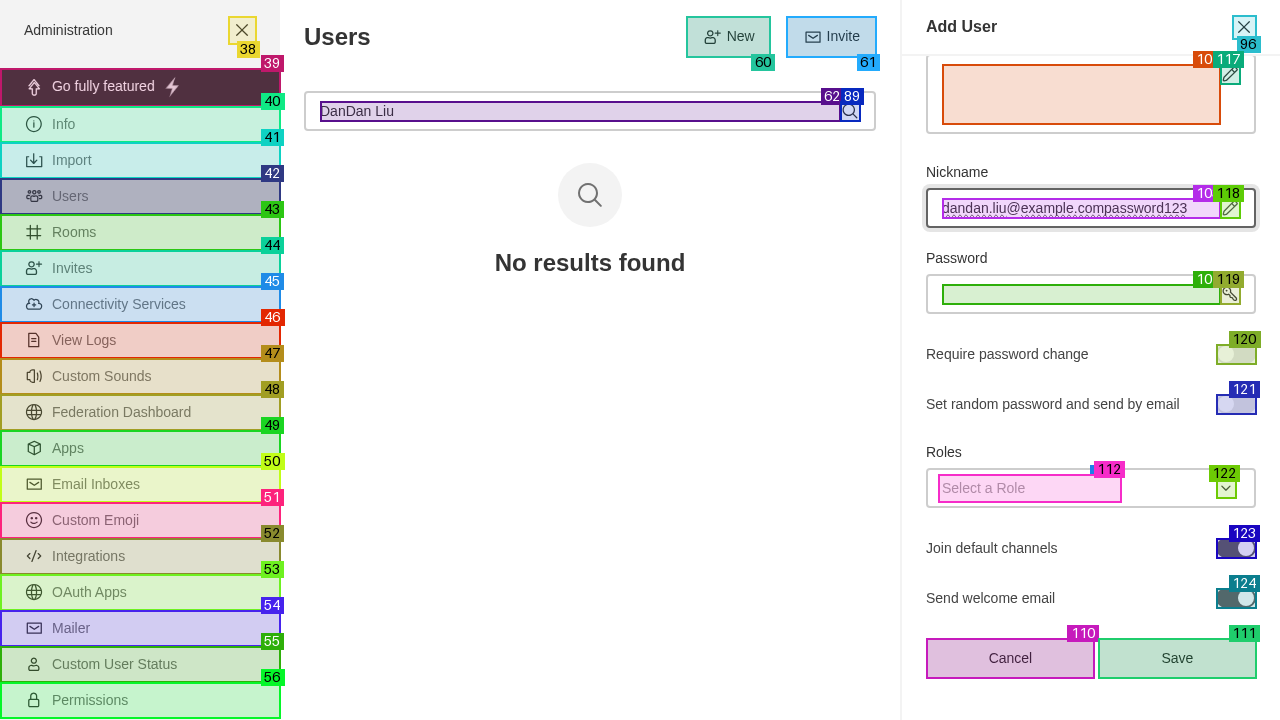 Administration
38
39
Go fully featured
40
Info
41
Import
42
Users
43
Rooms
44
Invites
45
Connectivity Services
46
View Logs
47
Custom Sounds
48
Federation Dashboard
49
Apps
50
Email Inboxes
51
Custom Emoji
52
Integrations
53
OAuth Apps
54
Mailer
55
Custom User Status
56
Permissions
Users
New
60
Invite
61
62 89
DanDan Liu
No results found
Add User
96
117
Nickname
118
dandan.liu@example.compassword123
Password
119
120
Require password change
121
Set random password and send by email
Roles
112
122
Select a Role
123
Join default channels
124
Send welcome email
110
111
Cancel
Save